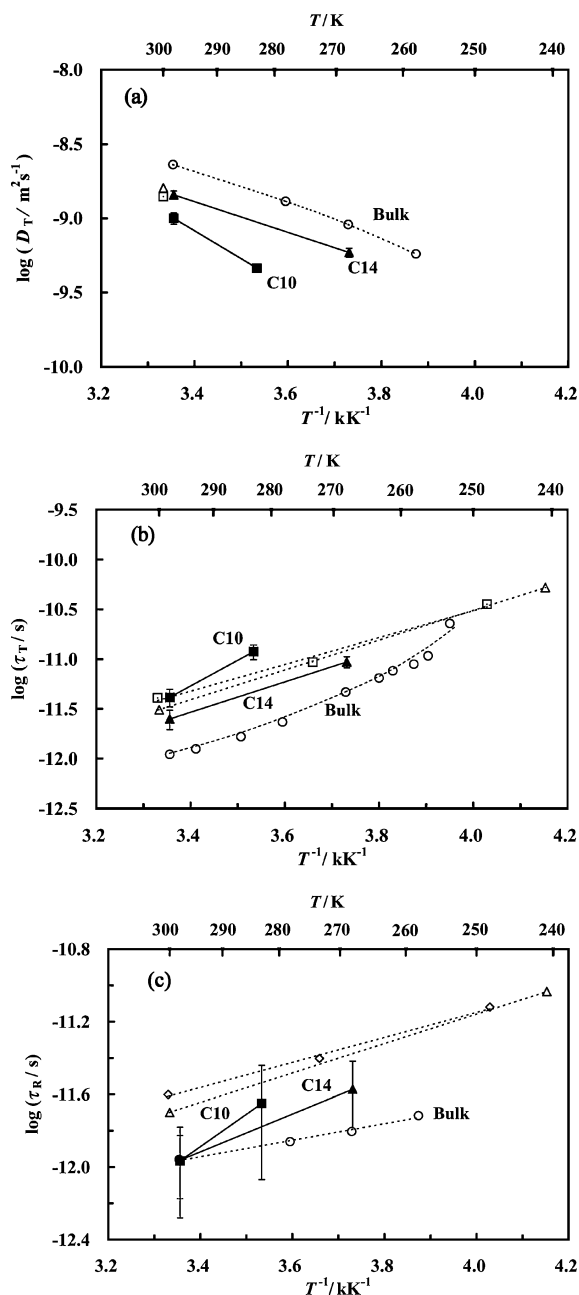 T / K
300 290 280 270 260 250 240
-8.0
(a)
-8.5
Bulk
-9.0
C14
C10
-9.5
-10.0
3.2 3.4 3.6 3.8 4.0 4.2
log ( D_T / m²s⁻¹)
T⁻¹/ kK⁻¹
T / K
300 290 280 270 260 250 240
-9.5
(b)
-10.0
-10.5
C10
-11.0
C14
-11.5
Bulk
-12.0
-12.5
3.2 3.4 3.6 3.8 4.0 4.2
log (τ_T / s)
T⁻¹/ kK⁻¹
T / K
300 290 280 270 260 250 240
-10.8
(c)
-11.2
C14
-11.6
C10
Bulk
-12.0
-12.4
3.2 3.4 3.6 3.8 4.0 4.2
log (τ_R / s)
T⁻¹/ kK⁻¹